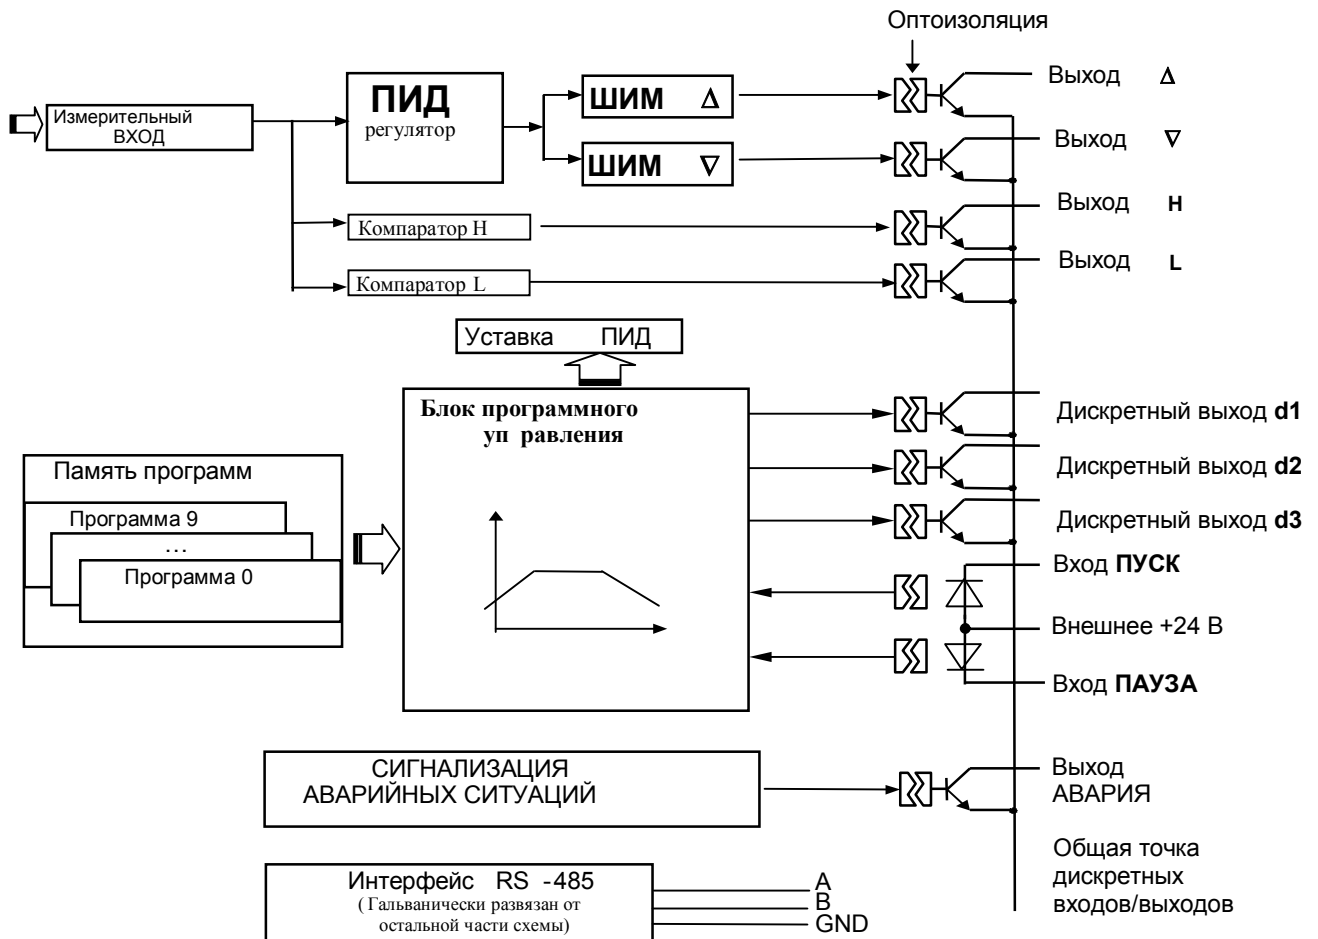 Оптоизоляция
Измерительный
ВХОД
ПИД
регулятор
ШИМ Δ
ШИМ ∇
Выход Δ
Выход ∇
Выход H
Выход L
Компаратор H
Компаратор L
Уставка ПИД
Блок программного
уп равления
Память программ
Программа 9
...
Программа 0
Дискретный выход d1
Дискретный выход d2
Дискретный выход d3
Вход ПУСК
Внешнее +24 В
Вход ПАУЗА
СИГНАЛИЗАЦИЯ
АВАРИЙНЫХ СИТУАЦИЙ
Выход
АВАРИЯ
Общая точка
дискретных
входов/выходов
Интерфейс RS -485
( Гальванически развязан от
остальной части схемы)
A
B
GND